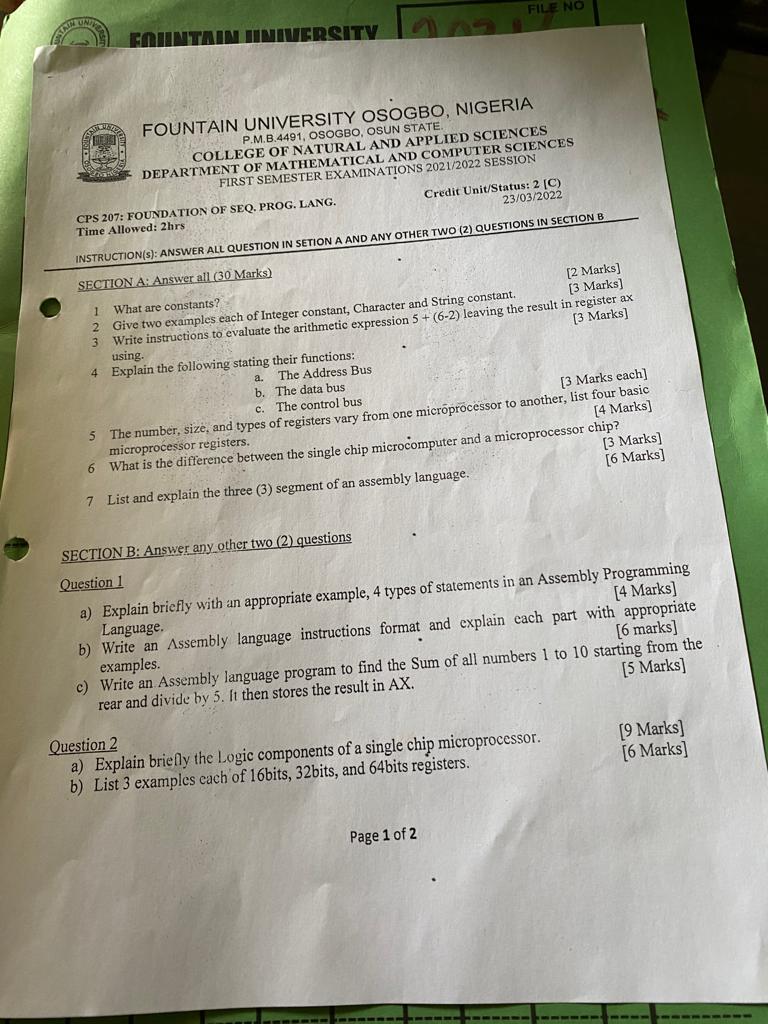 FOUNTAIN UNIVERSITY
FILE NO
FOUNTAIN UNIVERSITY OSOGBO, NIGERIA
P.M.B.4491, OSOGBO, OSUN STATE.
COLLEGE OF NATURAL AND APPLIED SCIENCES
DEPARTMENT OF MATHEMATICAL AND COMPUTER SCIENCES
FIRST SEMESTER EXAMINATIONS 2021/2022 SESSION
CPS 207: FOUNDATION OF SEQ. PROG. LANG.
Credit Unit/Status: 2 [C]
Time Allowed: 2hrs
23/03/2022
INSTRUCTION(s): ANSWER ALL QUESTION IN SETION A AND ANY OTHER TWO (2) QUESTIONS IN SECTION B
SECTION A: Answer all (30 Marks)
1 What are constants? [2 Marks]
2 Give two examples each of Integer constant, Character and String constant. [3 Marks]
3 Write instructions to evaluate the arithmetic expression 5 + (6-2) leaving the result in register ax
using. [3 Marks]
4 Explain the following stating their functions:
a. The Address Bus
b. The data bus
c. The control bus [3 Marks each]
5 The number, size, and types of registers vary from one microprocessor to another, list four basic
microprocessor registers. [4 Marks]
6 What is the difference between the single chip microcomputer and a microprocessor chip?
[3 Marks]
7 List and explain the three (3) segment of an assembly language. [6 Marks]
SECTION B: Answer any other two (2) questions
Question 1
a) Explain briefly with an appropriate example, 4 types of statements in an Assembly Programming
Language. [4 Marks]
b) Write an Assembly language instructions format and explain each part with appropriate
examples. [6 marks]
c) Write an Assembly language program to find the Sum of all numbers 1 to 10 starting from the
rear and divide by 5. It then stores the result in AX. [5 Marks]
Question 2
a) Explain briefly the Logic components of a single chip microprocessor. [9 Marks]
b) List 3 examples each of 16bits, 32bits, and 64bits registers. [6 Marks]
Page 1 of 2